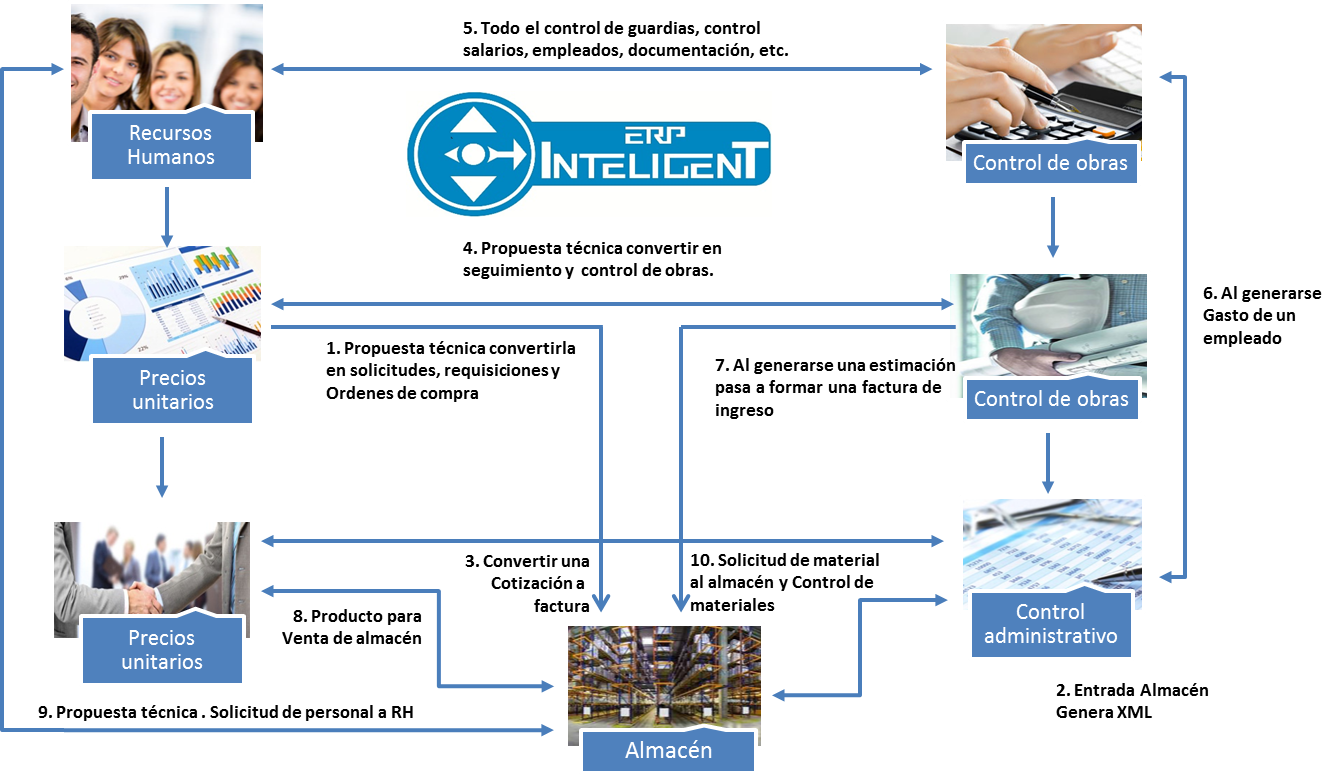 5. Todo el control de guardias, control
salarios, empleados, documentación, etc.
Recursos
Humanos
ERP
INTELIGENT
Control de obras
4. Propuesta técnica convertir en
seguimiento y control de obras.
6. Al generarse
Gasto de un
empleado
29%
22%
1. Propuesta técnica convertirla
en solicitudes, requisiciones y
Ordenes de compra
7. Al generarse una estimación
pasa a formar una factura de
ingreso
Precios
unitarios
Control de obras
3. Convertir una
Cotización a
factura
10. Solicitud de material
al almacén y Control de
materiales
8. Producto para
Venta de almacén
Precios
unitarios
Control
administrativo
9. Propuesta técnica . Solicitud de personal a RH
2. Entrada Almacén
Genera XML
Almacén